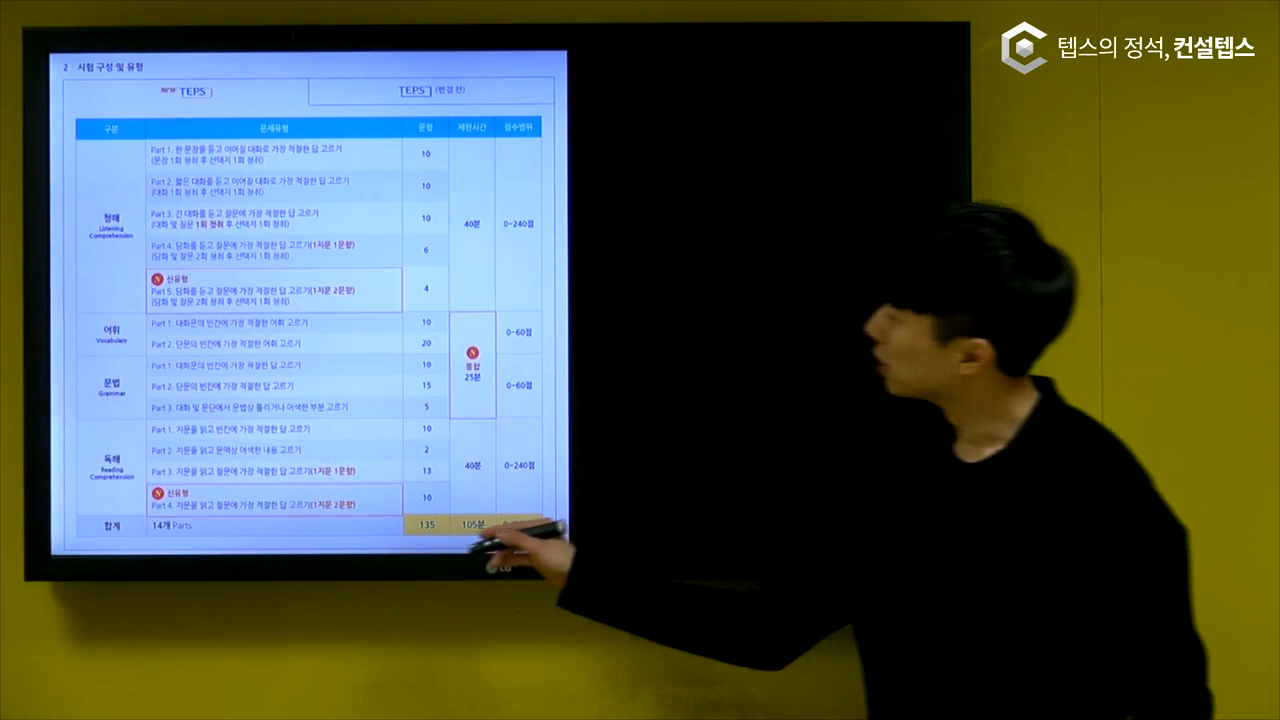 텝스의 정석, 컨설텝스
2 시험 구성 및 유형
NEW TEPS
TEPS (변경 전)
구분 문제유형 문항 제한시간 점수범위
청해
Listening
Comprehension
Part 1. 한 문장을 듣고 이어질 대화로 가장 적절한 답 고르기
(문장 1회 청취 후 선택지 1회 청취)
10
Part 2. 짧은 대화를 듣고 이어질 대화로 가장 적절한 답 고르기
(대화 1회 청취 후 선택지 1회 청취)
10
Part 3. 긴 대화를 듣고 질문에 가장 적절한 답 고르기
(대화 및 질문 1회 청취 후 선택지 1회 청취)
10
Part 4. 담화를 듣고 질문에 가장 적절한 답 고르기(1지문 1문항)
(담화 및 질문 2회 청취 후 선택지 1회 청취)
6
N 신유형
Part 5. 담화를 듣고 질문에 가장 적절한 답 고르기(1지문 2문항)
(담화 및 질문 2회 청취 후 선택지 1회 청취)
4
40분
0~240점
어휘
Vocabulary
Part 1. 대화문의 빈칸에 가장 적절한 어휘 고르기 10
Part 2. 단문의 빈칸에 가장 적절한 어휘 고르기 20
0~60점
N
통합
25분
문법
Grammar
Part 1. 대화문의 빈칸에 가장 적절한 답 고르기 10
Part 2. 단문의 빈칸에 가장 적절한 답 고르기 15
Part 3. 대화 및 문단에서 문법상 틀리거나 어색한 부분 고르기 5
0~60점
독해
Reading
Comprehension
Part 1. 지문을 읽고 빈칸에 가장 적절한 답 고르기 10
Part 2. 지문을 읽고 문맥상 어색한 내용 고르기 2
Part 3. 지문을 읽고 질문에 가장 적절한 답 고르기(1지문 1문항) 13
N 신유형
Part 4. 지문을 읽고 질문에 가장 적절한 답 고르기(1지문 2문항)
10
40분
0~240점
합계 14개 Parts 135 105분
LG